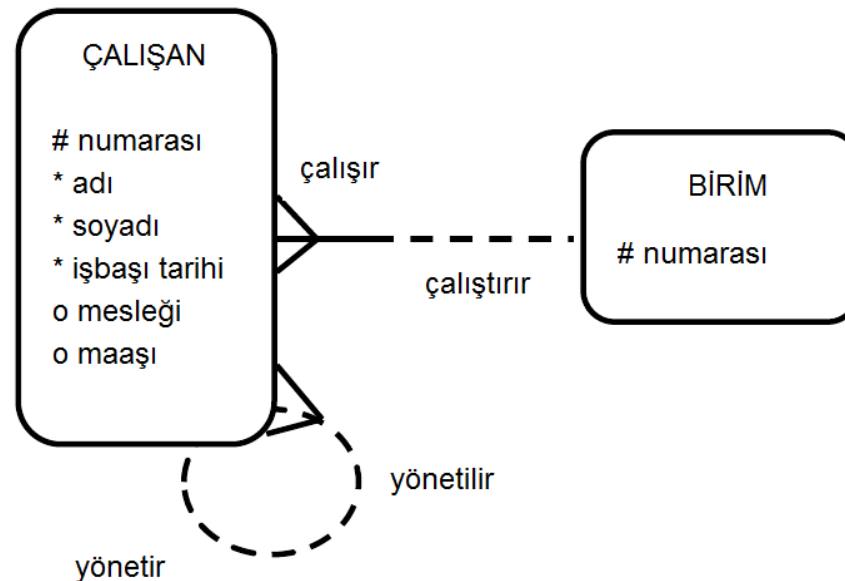 ÇALIŞAN
# numarası
* adı
* soyadı
* işbaşı tarihi
o mesleği
o maaşı
çalışır
çalıştırır
BİRİM
# numarası
yönetilir
yönetir